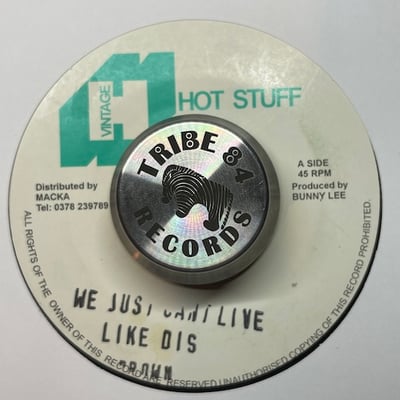 VINTAGE
HOT STUFF
TRIBE 84
RECORDS
Distributed by
MACKA
Tel: 0378 239789
A SIDE
45 RPM
Produced by
BUNNY LEE
WE JUST CANT LIVE
LIKE DIS
BROWN
ALL RIGHTS OF THE OWNER OF THIS RECORD ARE RESERVED UNAUTHORISED COPYING OF THIS RECORD PROHIBITED.